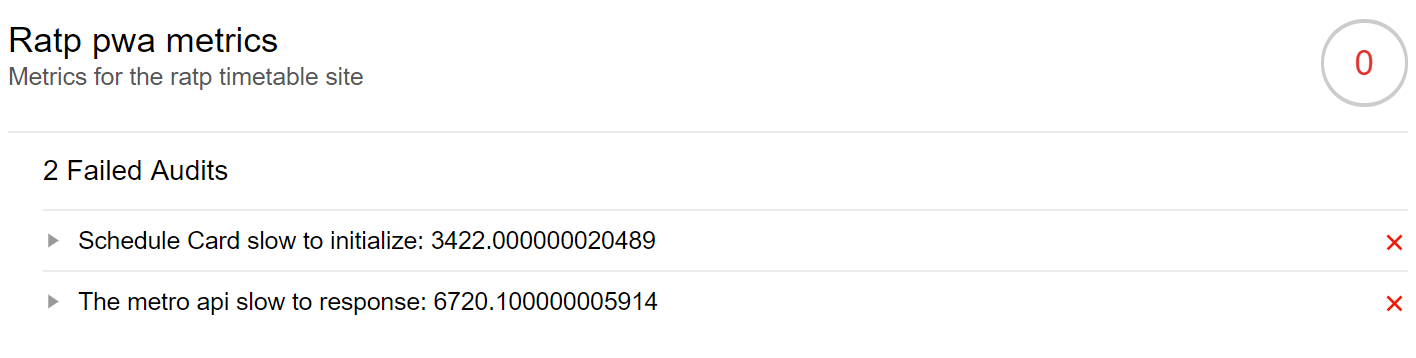 Ratp pwa metrics
0
Metrics for the ratp timetable site
2 Failed Audits
Schedule Card slow to initialize: 3422.000000020489
The metro api slow to response: 6720.100000005914